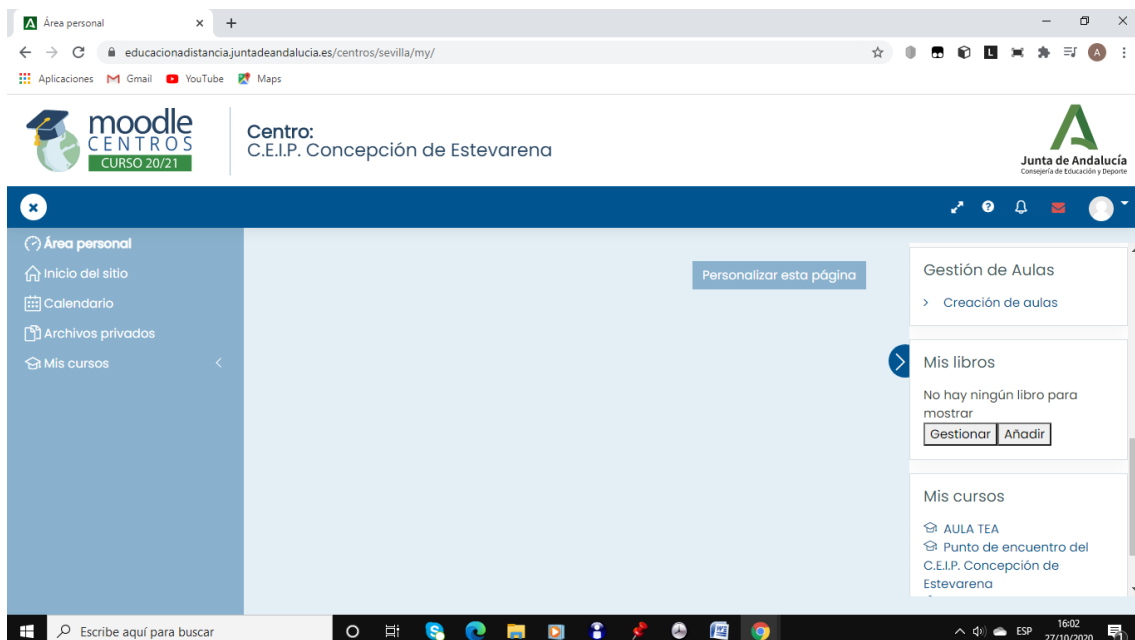 Área personal
educacionadistancia.juntadeandalucia.es/centros/sevilla/my/
A
Aplicaciones
Gmail
YouTube
Maps
moodle
CENTROS
CURSO 20/21
Centro:
C.E.I.P. Concepción de Estevarena
Junta de Andalucía
Consejería de Educación y Deporte
Área personal
Inicio del sitio
Calendario
Archivos privados
Mis cursos
Personalizar esta página
Gestión de Aulas
Creación de aulas
Mis libros
No hay ningún libro para
mostrar
Gestionar Añadir
Mis cursos
AULA TEA
Punto de encuentro del
C.E.I.P. Concepción de
Estevarena
Escribe aquí para buscar
ESP
16:02
27/10/2020